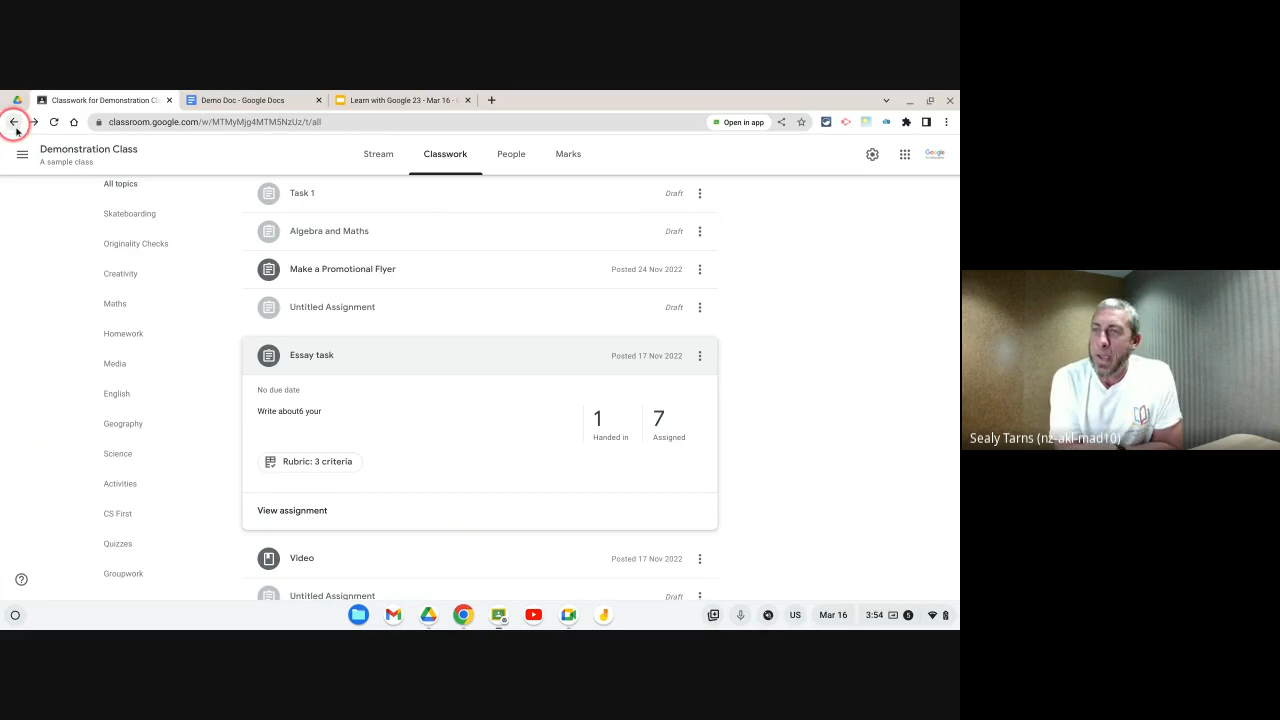 Classwork for Demonstration Cl
Demo Doc - Google Docs
Learn with Google 23 - Mar 16 -
classroom.google.com/w/MTMyMjg4MTM5NzUz/t/all
Open in app
Demonstration Class
A sample class
Stream
Classwork
People
Marks
Google
All topics
Skateboarding
Originality Checks
Creativity
Maths
Homework
Media
English
Geography
Science
Activities
CS First
Quizzes
Groupwork
Task 1
Draft
Algebra and Maths
Draft
Make a Promotional Flyer
Posted 24 Nov 2022
Untitled Assignment
Draft
Essay task
Posted 17 Nov 2022
No due date
Write about6 your
1
Handed in
7
Assigned
Rubric: 3 criteria
View assignment
Video
Posted 17 Nov 2022
Untitled Assignment
Draft
US
Mar 16
3:54
5
Sealy Tarns (nz-akl-mad10)